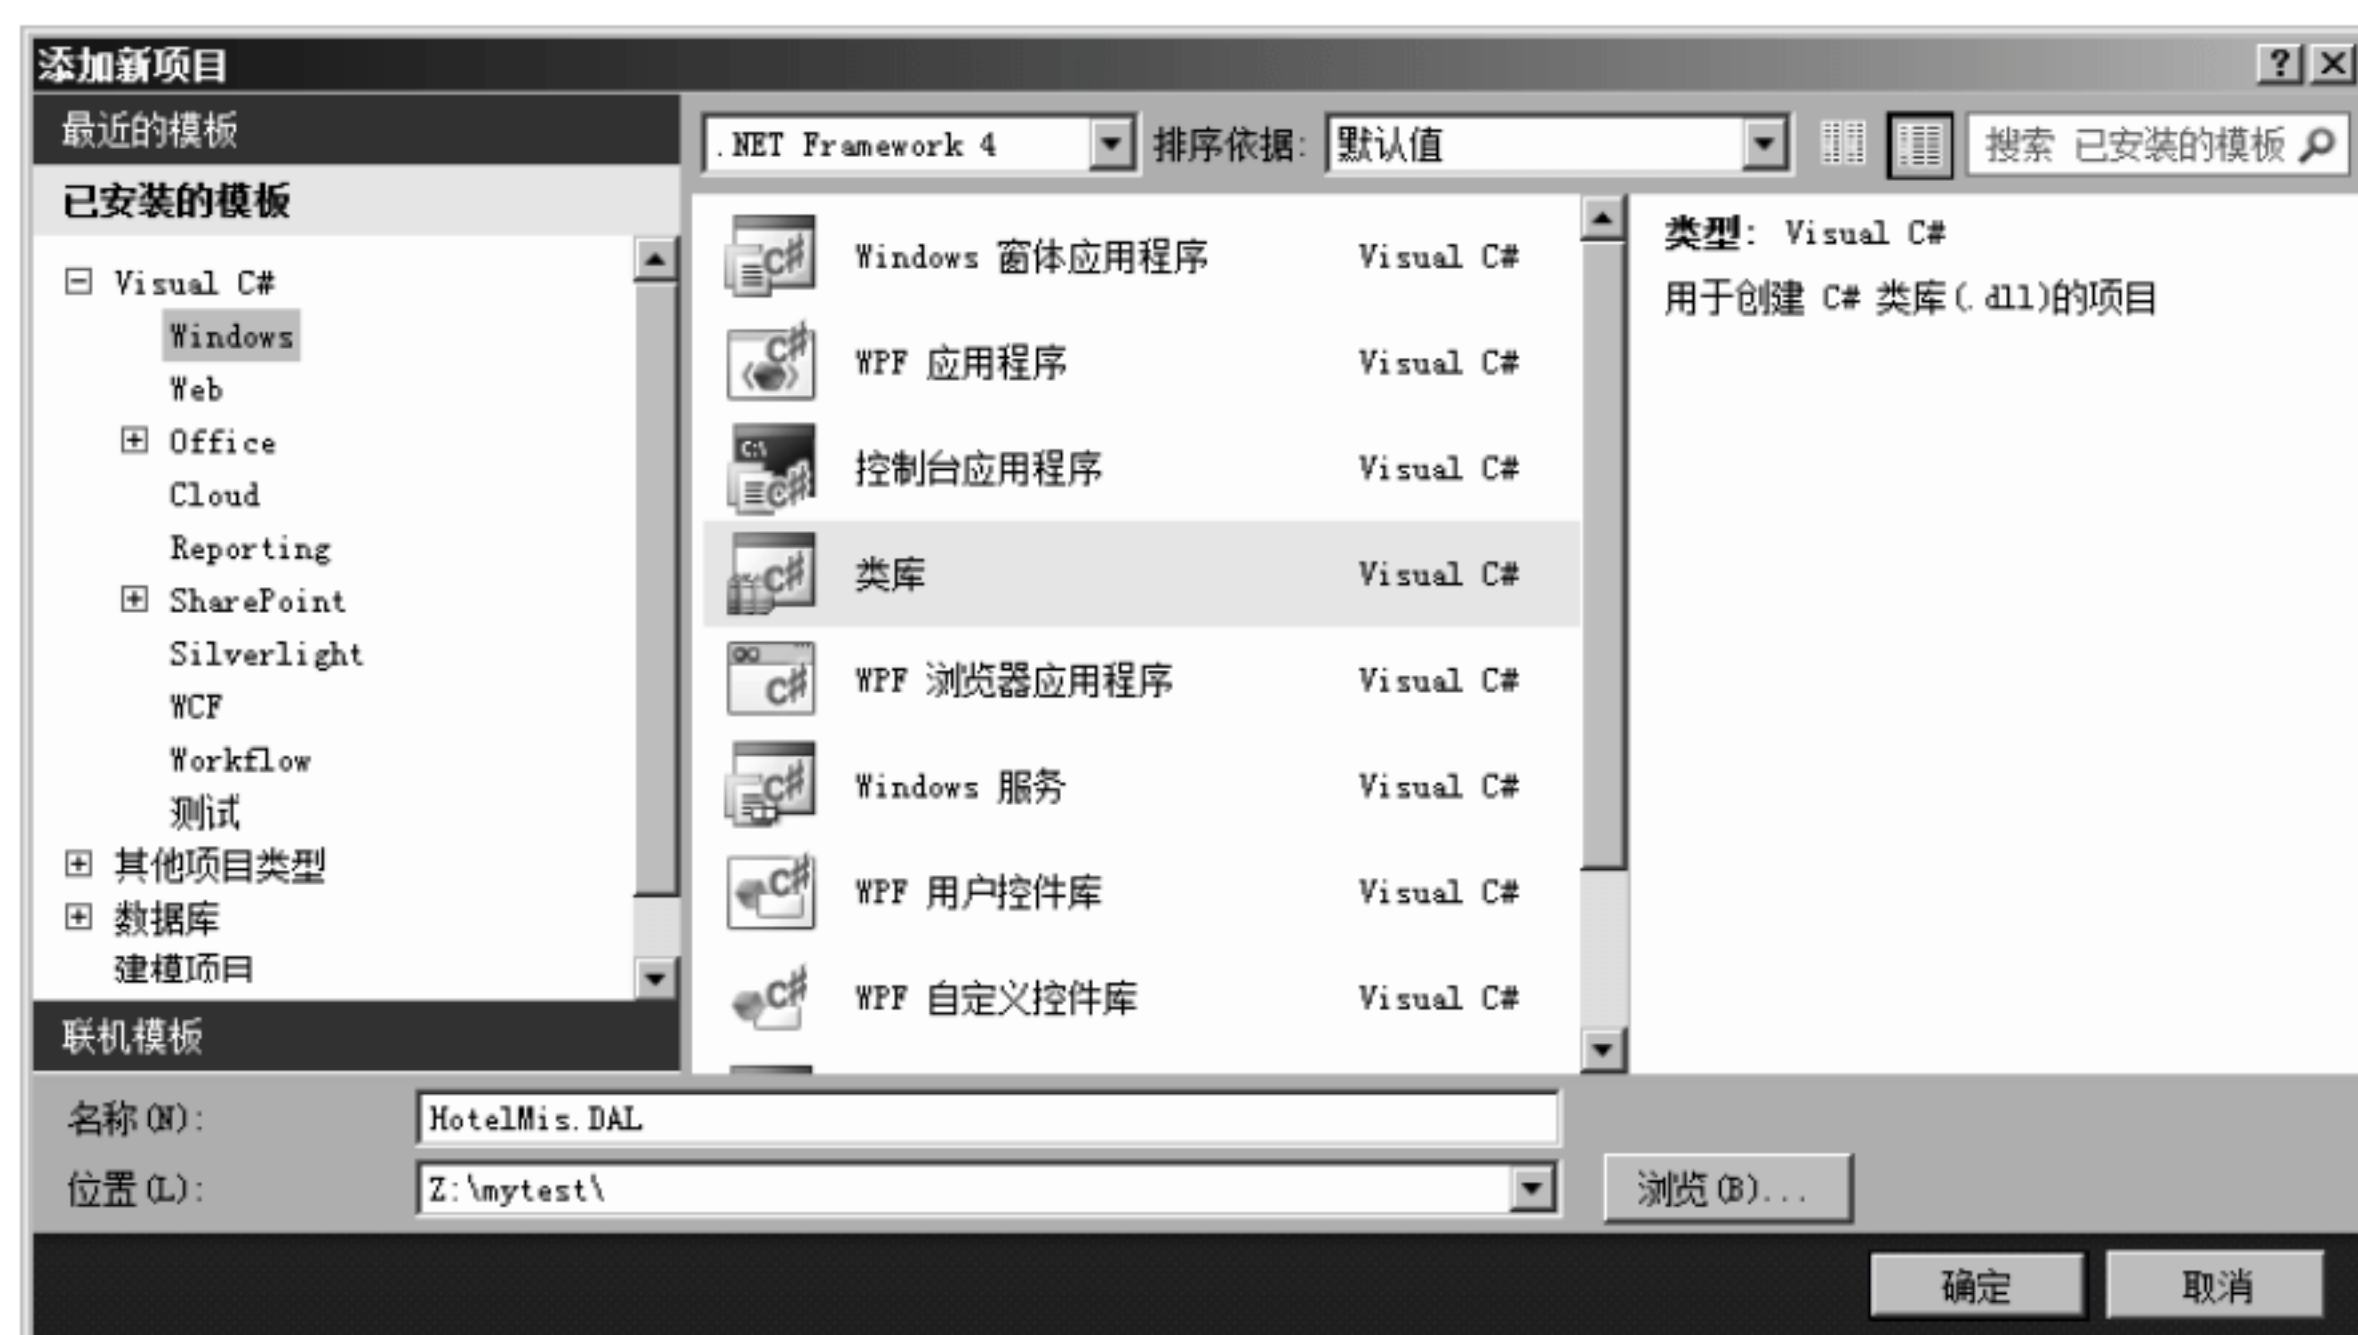 添加新项目
最近的模板
.NET Framework 4
排序依据:
默认值
搜索 已安装的模板
已安装的模板
Visual C#
Windows
Web
Office
Cloud
Reporting
SharePoint
Silverlight
WCF
Workflow
测试
其他项目类型
数据库
建模项目
联机模板
Windows 窗体应用程序 Visual C#
WPF 应用程序 Visual C#
控制台应用程序 Visual C#
类库 Visual C#
WPF 浏览器应用程序 Visual C#
Windows 服务 Visual C#
WPF 用户控件库 Visual C#
WPF 自定义控件库 Visual C#
类型: Visual C#
用于创建 C# 类库(.dll)的项目
名称(N): HotelMis.DAL
位置(L): Z:\mytest\
浏览(B)...
确定
取消